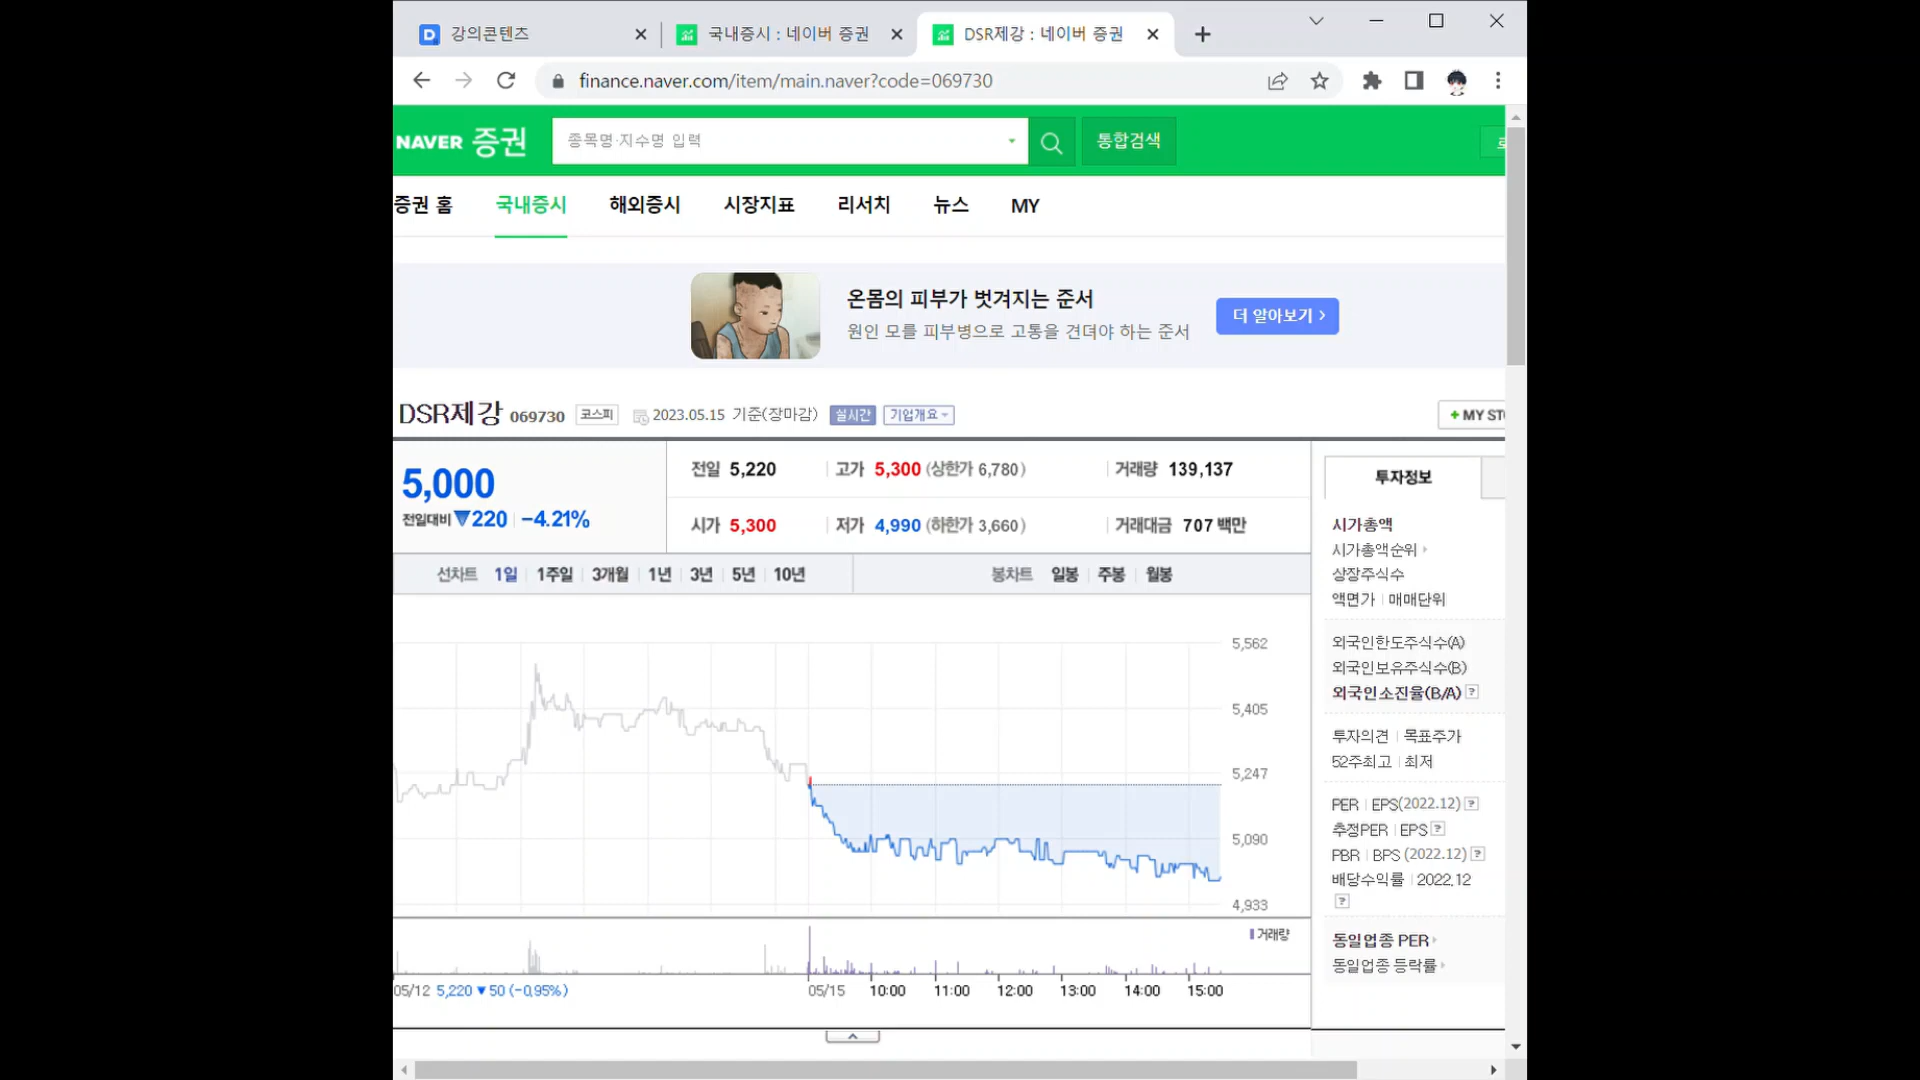 강의콘텐츠
국내증시 : 네이버 증권
DSR제강 : 네이버 증권
finance.naver.com/item/main.naver?code=069730
NAVER 증권
종목명·지수명 입력
통합검색
증권 홈 국내증시 해외증시 시장지표 리서치 뉴스 MY
온몸의 피부가 벗겨지는 준서
원인 모를 피부병으로 고통을 견뎌야 하는 준서
더 알아보기 >
DSR제강 069730 코스피 2023.05.15 기준(장마감) 실시간 기업개요
+ MY ST
5,000
전일대비 ▼220 -4.21%
전일 5,220 고가 5,300 (상한가 6,780) 거래량 139,137
시가 5,300 저가 4,990 (하한가 3,660) 거래대금 707 백만
선차트 1일 1주일 3개월 1년 3년 5년 10년 봉차트 일봉 주봉 월봉
5,562
5,405
5,247
5,090
4,933
거래량
05/12 5,220 ▼50 (-0.95%)
05/15 10:00 11:00 12:00 13:00 14:00 15:00
투자정보
시가총액
시가총액순위
상장주식수
액면가 매매단위
외국인한도주식수(A)
외국인보유주식수(B)
외국인소진율(B/A) ?
투자의견 목표주가
52주최고 최저
PER EPS(2022.12) ?
추정PER EPS ?
PBR BPS (2022.12) ?
배당수익률 2022.12
?
동일업종 PER
동일업종 등락률